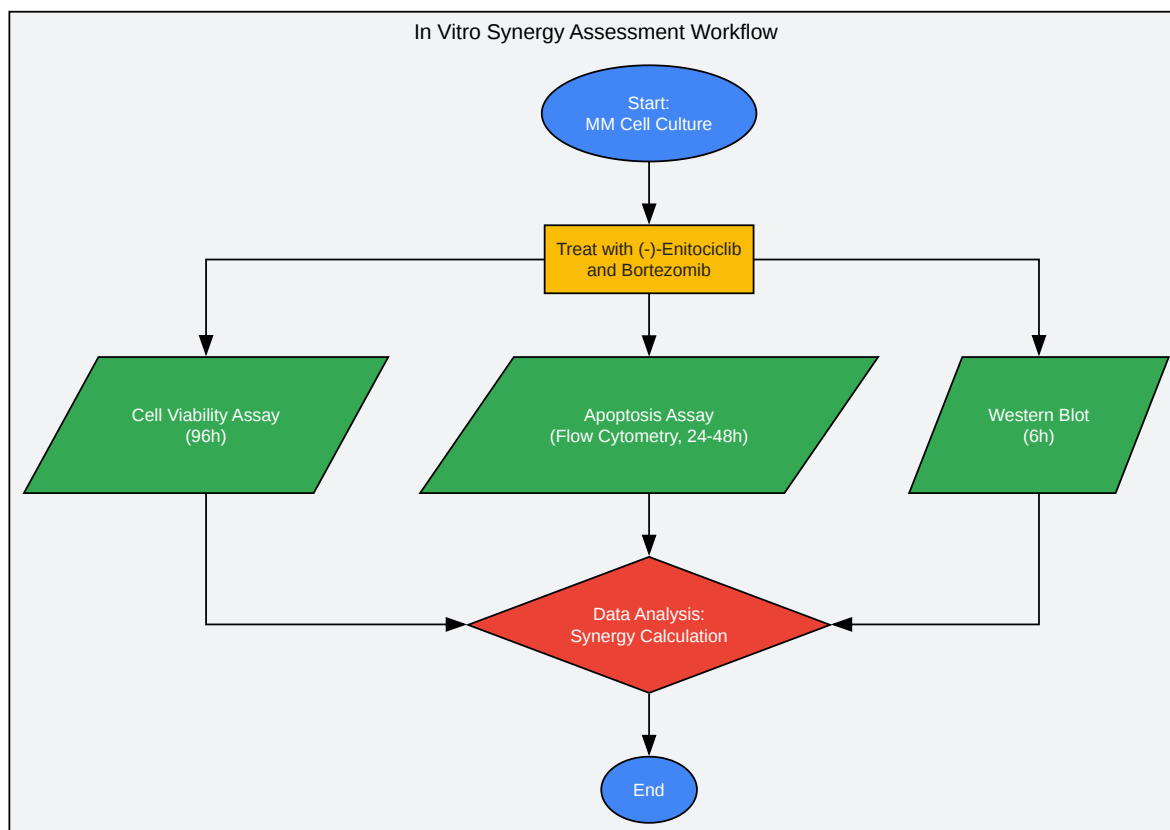 In Vitro Synergy Assessment Workflow
Start:
MM Cell Culture
Treat with (-)-Enitociclib
and Bortezomib
Cell Viability Assay
(96h)
Apoptosis Assay
(Flow Cytometry, 24-48h)
Western Blot
(6h)
Data Analysis:
Synergy Calculation
End